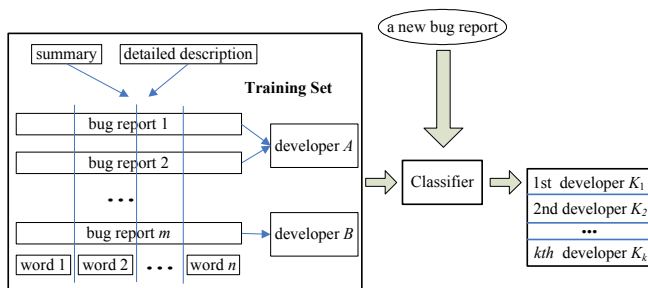 a new bug report
summary
detailed description
Training Set
bug report 1
developer A
bug report 2
...
bug report m
developer B
word 1
word 2
...
word n
Classifier
1st developer K1
2nd developer K2
...
kth developer Kk